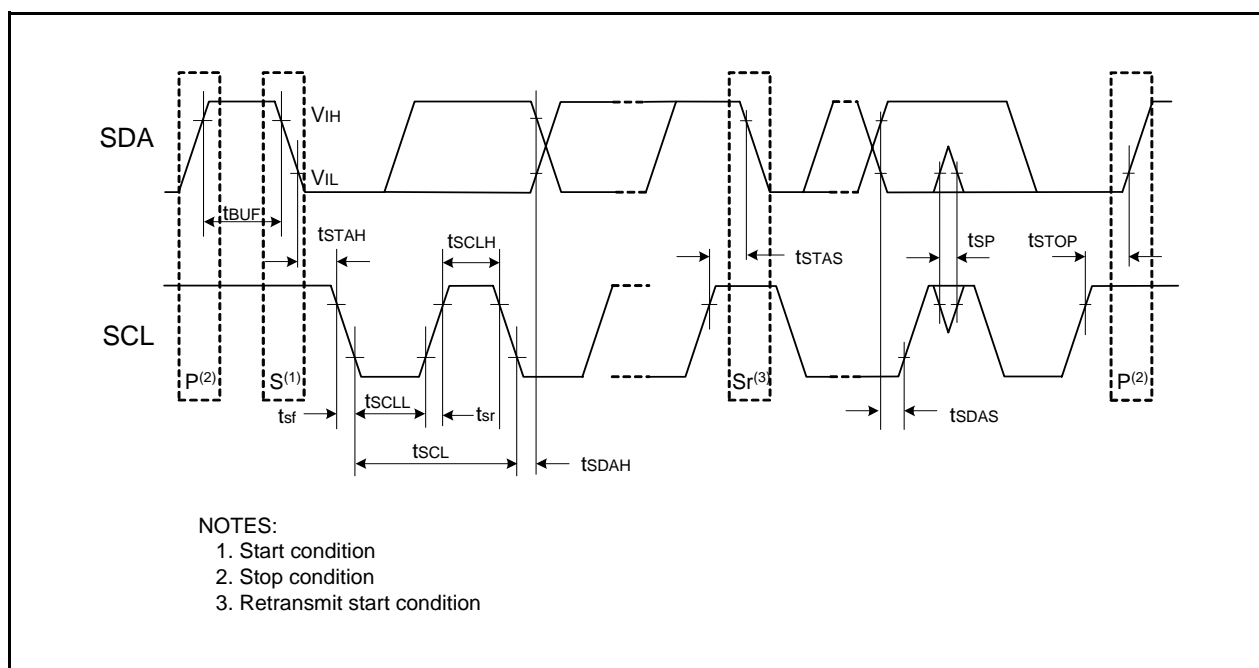 SDA
VIH
VIL
tBUF
tSTAH
tSCLH
tSTAS
tSP
tSTOP
SCL
P(2)
S(1)
Sr(3)
P(2)
tsf
tSCLL
tsr
tSDAS
tSCL
tSDAH
NOTES:
1. Start condition
2. Stop condition
3. Retransmit start condition